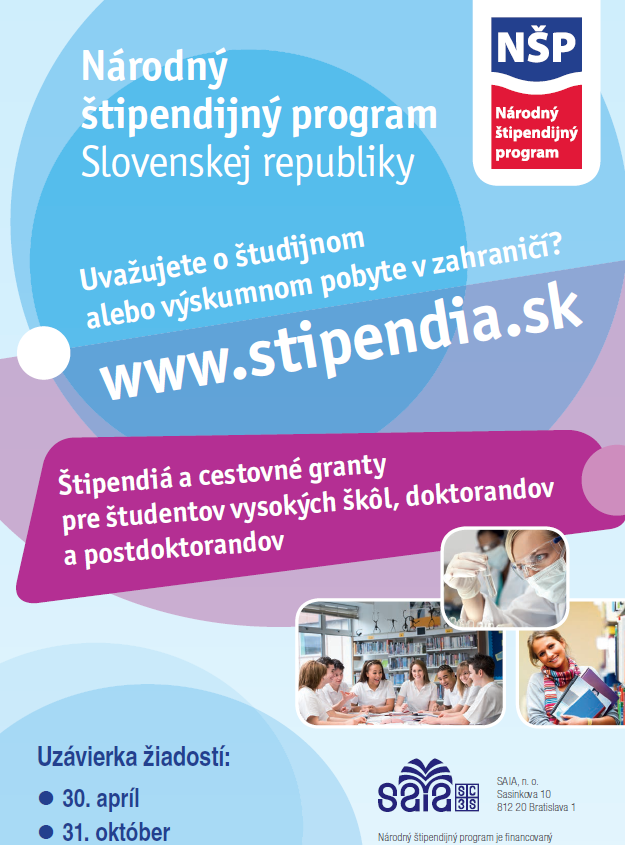 Národný
štipendijný program
Slovenskej republiky
NŠP
Národný
štipendijný
program
Uvažujete o študijnom
alebo výskumnom pobyte v zahraničí?
www.stipendia.sk
Štipendiá a cestovné granty
pre študentov vysokých škôl, doktorandov
a postdoktorandov
Uzávierka žiadostí:
● 30. apríl
● 31. október
saia
SAIA, n. o.
Sasinkova 10
812 20 Bratislava 1
Národný štipendijný program je financovaný